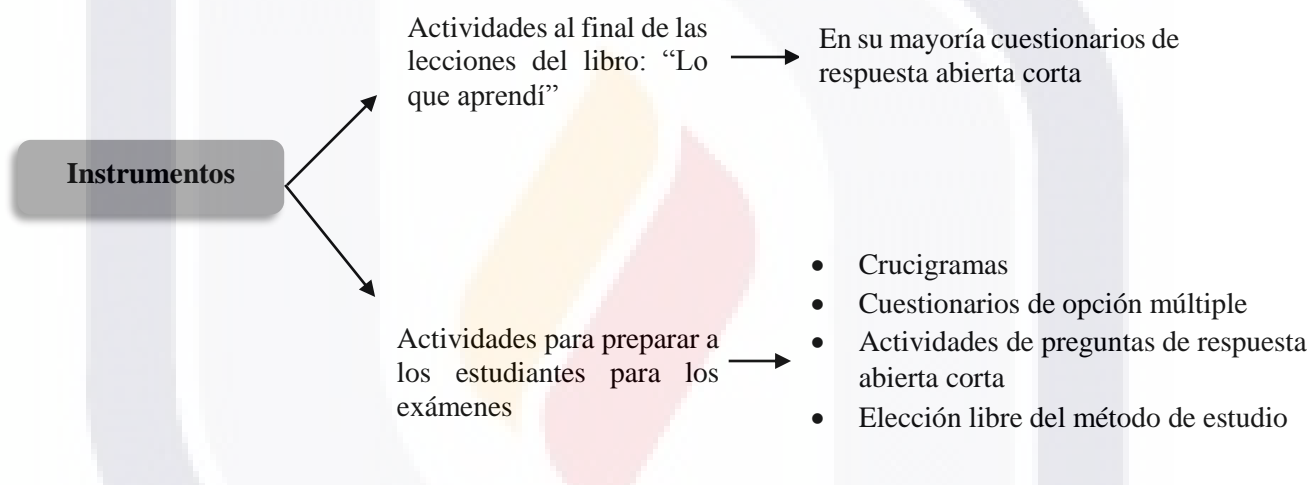 Actividades al final de las
lecciones del libro: “Lo
que aprendí”
En su mayoría cuestionarios de
respuesta abierta corta
Instrumentos
Actividades para preparar a
los estudiantes para los
exámenes
• Crucigramas
• Cuestionarios de opción múltiple
• Actividades de preguntas de respuesta
abierta corta
• Elección libre del método de estudio